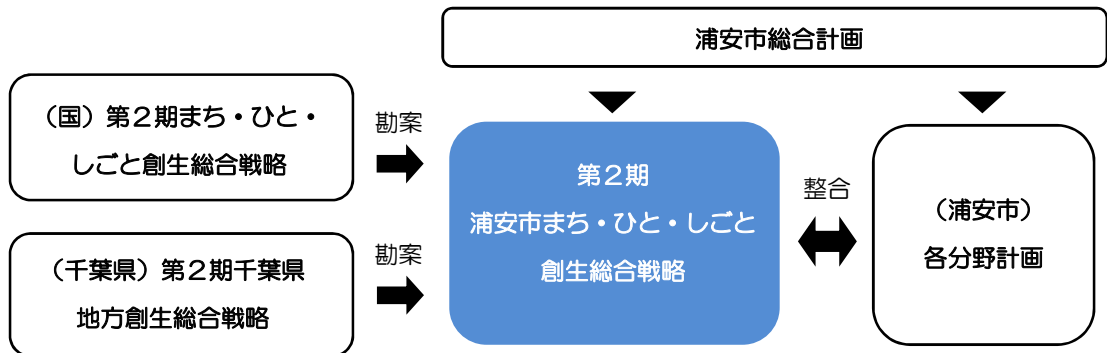 浦安市総合計画
（国）第２期まち・ひと・
しごと創生総合戦略
勘案
（千葉県）第２期千葉県
地方創生総合戦略
勘案
第２期
浦安市まち・ひと・しごと
創生総合戦略
整合
（浦安市）
各分野計画